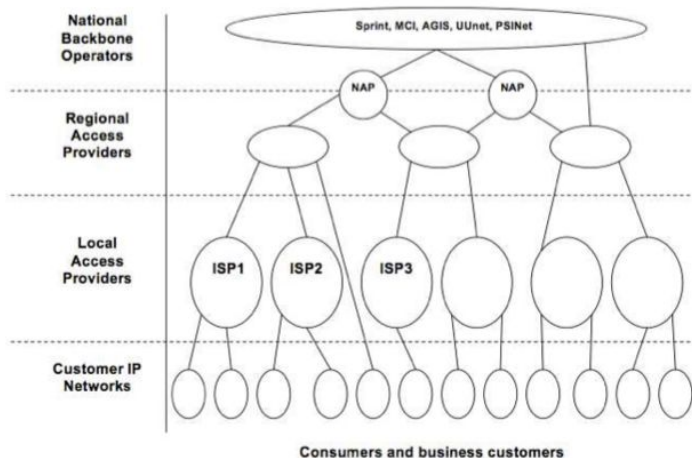 National
Backbone
Operators
Sprint, MCI, AGIS, UUnet, PSINet
NAP
NAP
Regional
Access
Providers
Local
Access
Providers
ISP1
ISP2
ISP3
Customer IP
Networks
Consumers and business customers